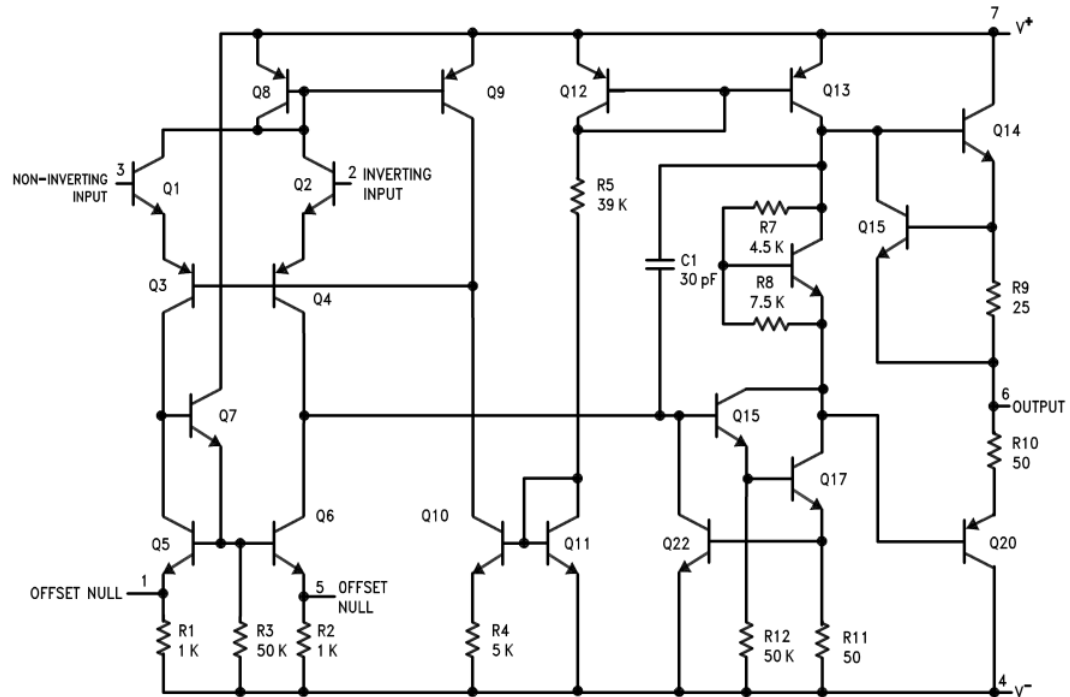 7
V+
Q8
Q9
Q12
Q13
Q14
3
NON-INVERTING
INPUT
Q1
Q2
2
INVERTING
INPUT
R5
39 K
R7
4.5 K
Q15
Q3
Q4
C1
30 pF
R8
7.5 K
R9
25
Q7
Q15
6
OUTPUT
R10
50
Q17
Q5
Q6
Q10
Q11
Q22
Q20
OFFSET NULL
1
5
OFFSET
NULL
R1
1 K
R3
50 K
R2
1 K
R4
5 K
R12
50 K
R11
50
4
V-